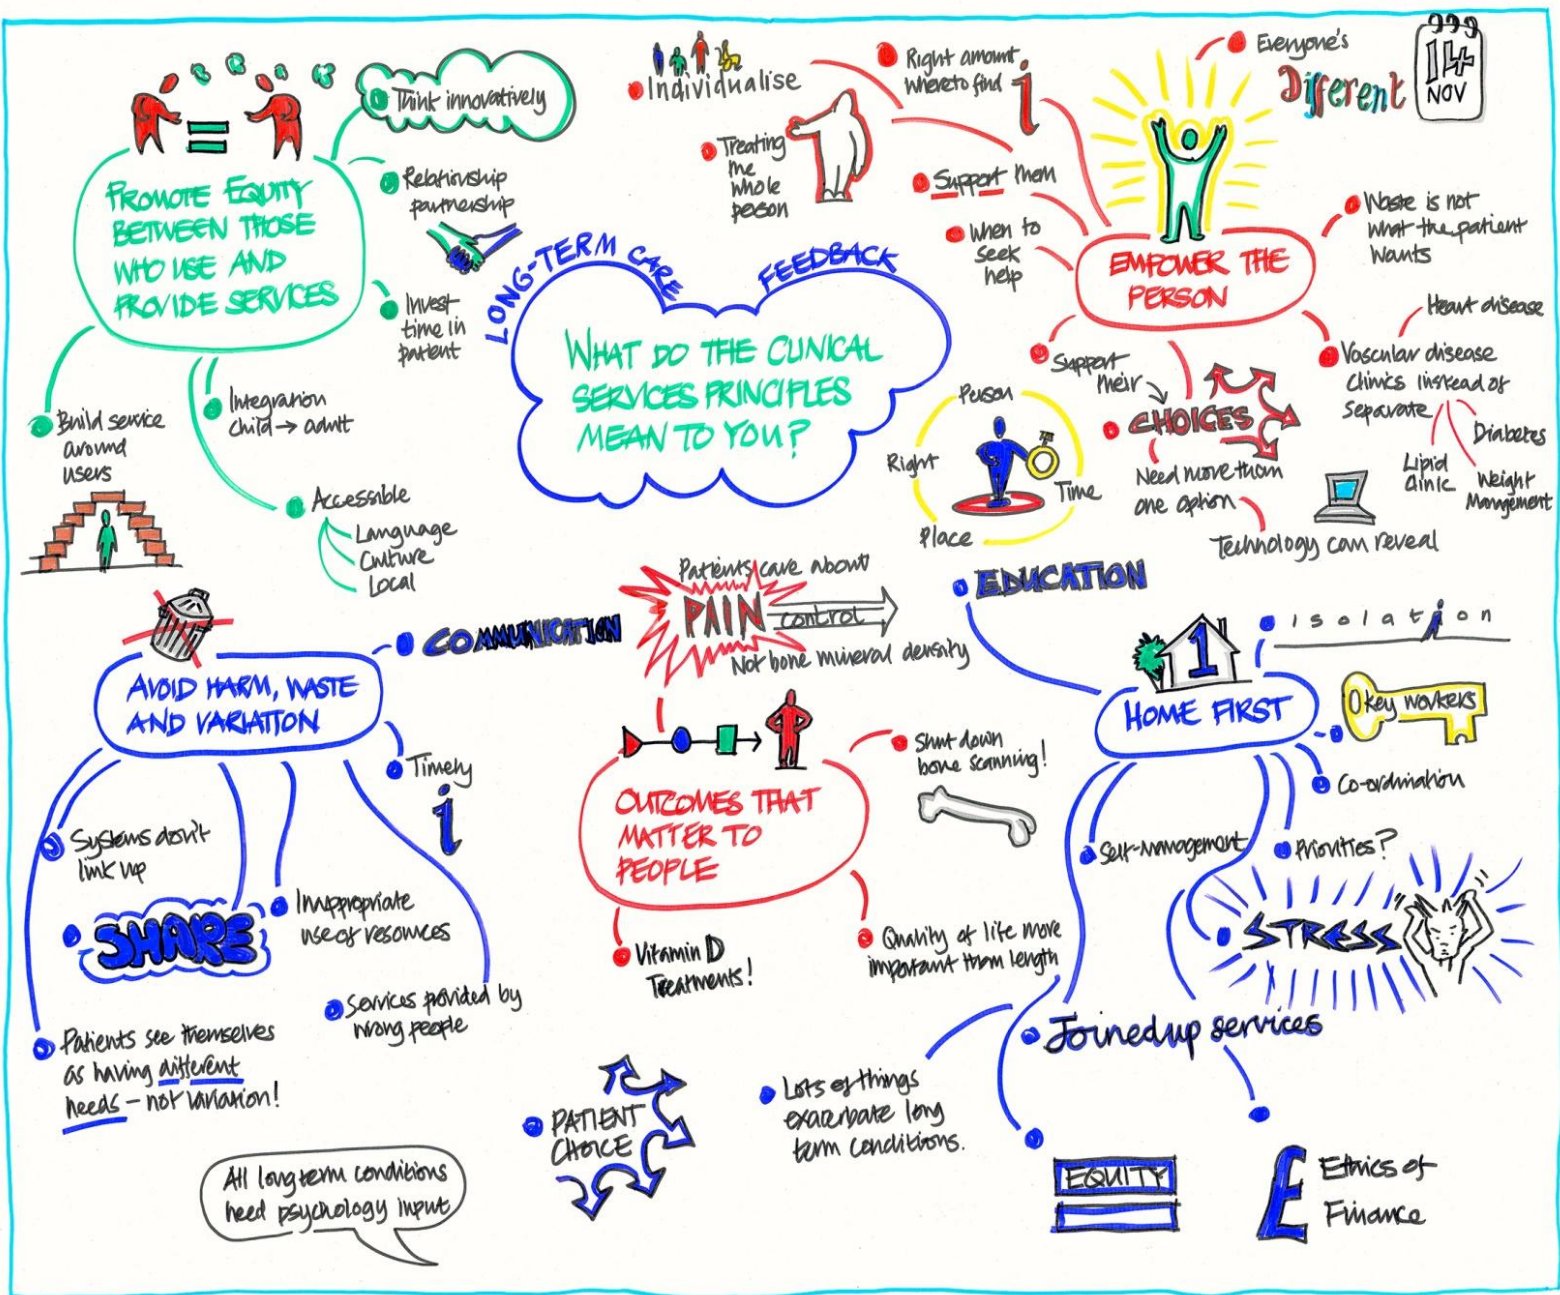 Think innovatively
PROMOTE EQUITY
BETWEEN THOSE
WHO USE AND
PROVIDE SERVICES
Relationship
partnership
Invest
time in
patient
Integration
child → adult
Accessible
Language
Culture
Local
Build service
around
users
LONG-TERM CARE
FEEDBACK
WHAT DO THE CLINICAL
SERVICES PRINCIPLES
MEAN TO YOU?
Individualise
Treating
the
whole
person
Right amount
where to find
i
Support them
When to
seek
help
Everyone's
Different
14
NOV
EMPOWER THE
PERSON
Waste is not
what the patient
wants
Heart disease
Vascular disease
clinics instead of
separate
Diabetes
Lipid
clinic
Weight
Management
Support
their
CHOICES
Need more than
one option
Technology can reveal
Person
Right
Time
Place
AVOID HARM, WASTE
AND VARIATION
COMMUNICATION
Timely
i
Systems don't
link up
SHARE
Inappropriate
use of resources
Services provided by
wrong people
Patients see themselves
as having different
needs - not variation!
All long term conditions
need psychology input
Patients care about
PAIN
control
Not bone mineral density
OUTCOMES THAT
MATTER TO
PEOPLE
Shut down
bone scanning!
Vitamin D
Treatments!
Quality of life more
important than length
PATIENT
CHOICE
EDUCATION
1
HOME FIRST
Isolation
Key workers
Co-ordination
Self-management
Priorities?
STRESS
Joined up services
Lots of things
exacerbate long
term conditions.
EQUITY
£
Ethics of
Finance